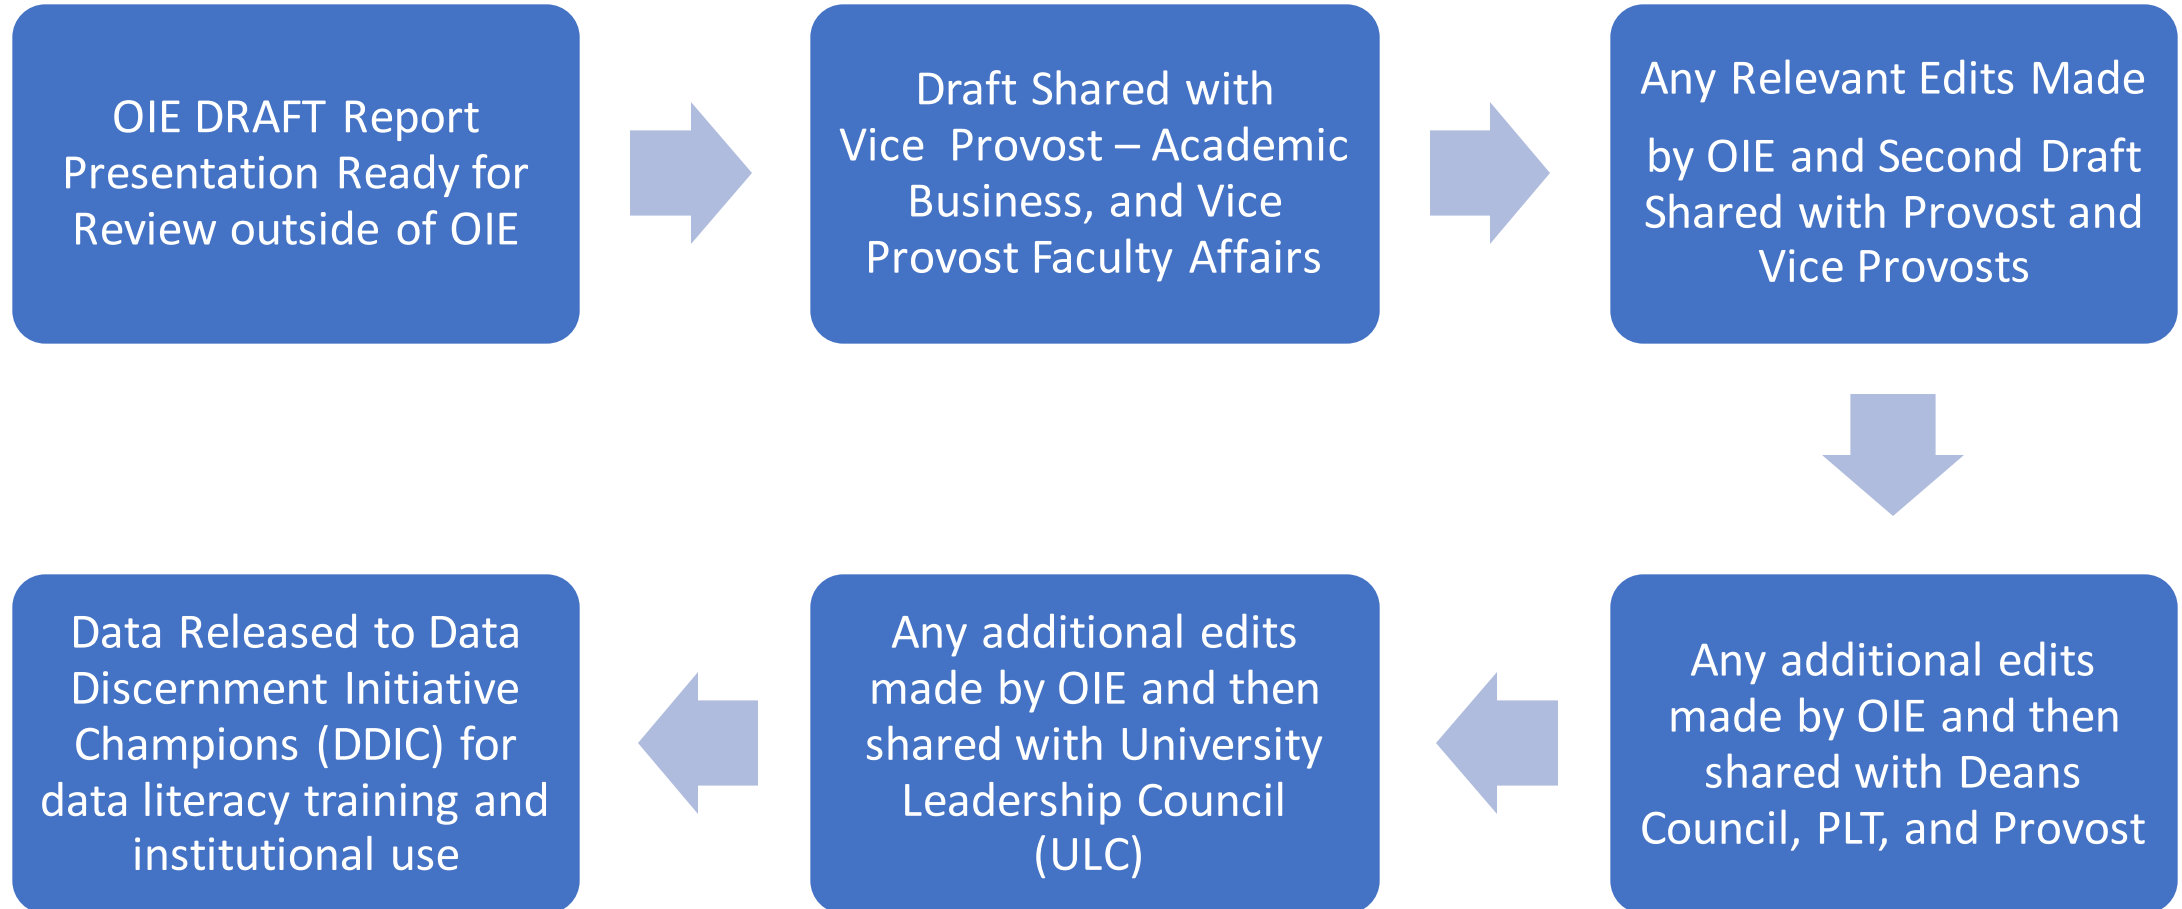 OIE DRAFT Report
Presentation Ready for
Review outside of OIE
Draft Shared with
Vice  Provost – Academic
Business, and Vice
Provost Faculty Affairs
Any Relevant Edits Made
by OIE and Second Draft
Shared with Provost and
Vice Provosts
Any additional edits
made by OIE and then
shared with Deans
Council, PLT, and Provost
Any additional edits
made by OIE and then
shared with University
Leadership Council
(ULC)
Data Released to Data
Discernment Initiative
Champions (DDIC) for
data literacy training and
institutional use